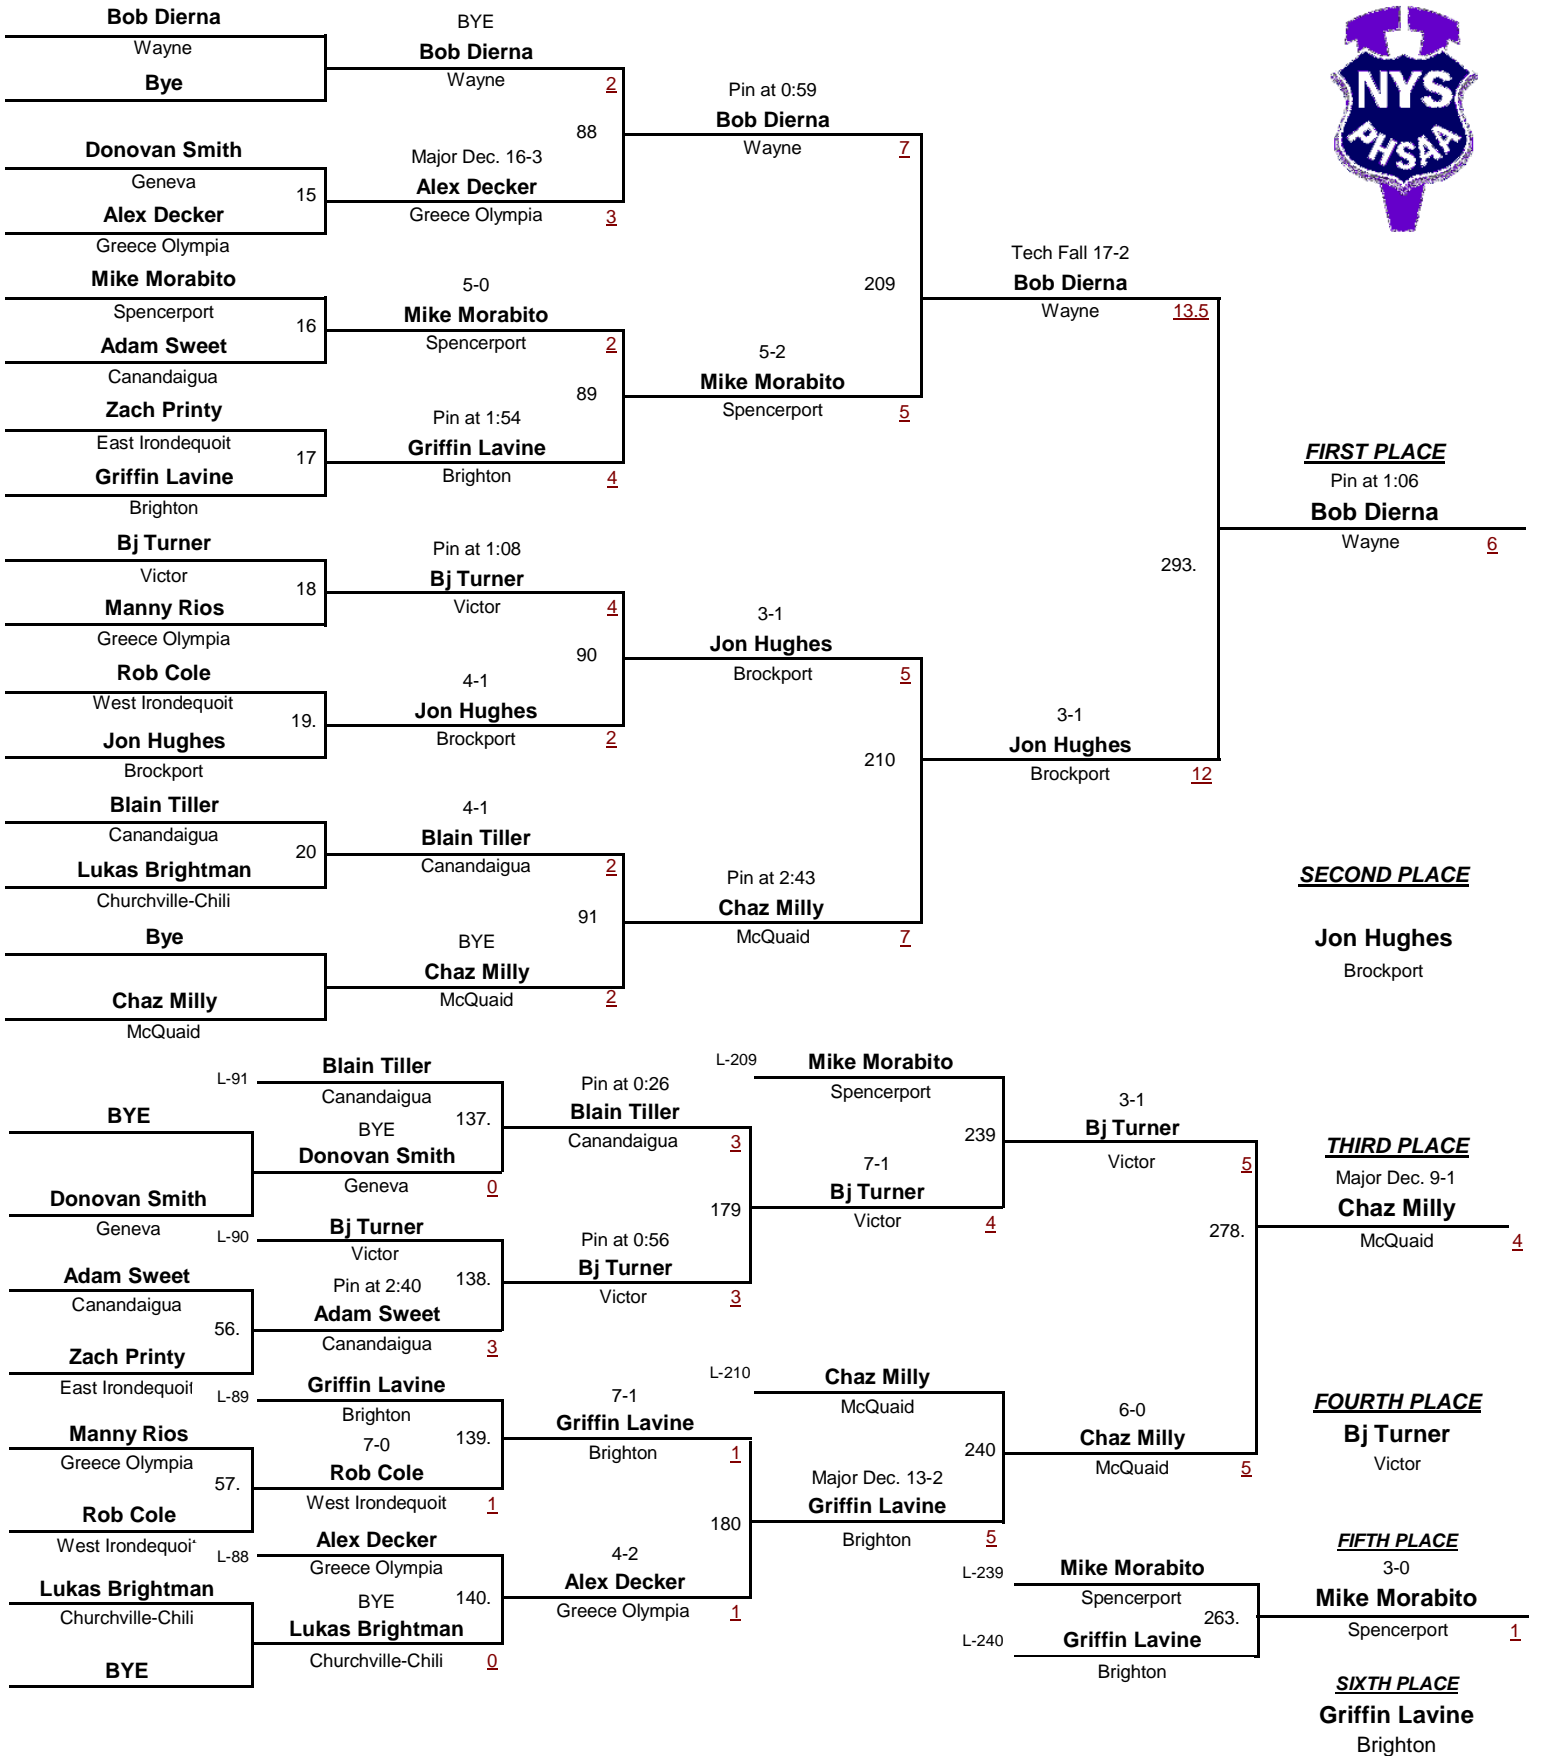 Bob Dierna
Wayne
Bye
Donovan Smith
Geneva
15
Alex Decker
Greece Olympia
Mike Morabito
Spencerport
16
Adam Sweet
Canandaigua
Zach Printy
East Irondequoit
17
Griffin Lavine
Brighton
Bj Turner
Victor
18
Manny Rios
Greece Olympia
Rob Cole
West Irondequoit
19.
Jon Hughes
Brockport
Blain Tiller
Canandaigua
20
Lukas Brightman
Churchville-Chili
Bye
Chaz Milly
McQuaid
BYE
Bob Dierna
Wayne 2
88
Major Dec. 16-3
Alex Decker
Greece Olympia 3
5-0
Mike Morabito
Spencerport 2
89
Pin at 1:54
Griffin Lavine
Brighton 4
Pin at 1:08
Bj Turner
Victor 4
90
4-1
Jon Hughes
Brockport 2
4-1
Blain Tiller
Canandaigua 2
91
BYE
Chaz Milly
McQuaid 2
Pin at 0:59
Bob Dierna
Wayne 7
209
5-2
Mike Morabito
Spencerport 5
3-1
Jon Hughes
Brockport 5
210
Pin at 2:43
Chaz Milly
McQuaid 7
Tech Fall 17-2
Bob Dierna
Wayne 13.5
293.
3-1
Jon Hughes
Brockport 12
NYS
PHSAA
FIRST PLACE
Pin at 1:06
Bob Dierna
Wayne 6
SECOND PLACE
Jon Hughes
Brockport
BYE
Donovan Smith
Geneva
Adam Sweet
Canandaigua
56.
Zach Printy
East Irondequoit
Manny Rios
Greece Olympia
57.
Rob Cole
West Irondequoi
Lukas Brightman
Churchville-Chili
BYE
L-91
Blain Tiller
Canandaigua
137.
BYE
Donovan Smith
Geneva 0
L-90
Bj Turner
Victor
138.
Pin at 2:40
Adam Sweet
Canandaigua 3
L-89
Griffin Lavine
Brighton
139.
7-0
Rob Cole
West Irondequoit 1
L-88
Alex Decker
Greece Olympia
140.
BYE
Lukas Brightman
Churchville-Chili 0
Pin at 0:26
Blain Tiller
Canandaigua 3
179
Pin at 0:56
Bj Turner
Victor 3
7-1
Griffin Lavine
Brighton 1
180
4-2
Alex Decker
Greece Olympia 1
L-209
Mike Morabito
Spencerport
239
7-1
Bj Turner
Victor 4
L-210
Chaz Milly
McQuaid
240
Major Dec. 13-2
Griffin Lavine
Brighton 5
3-1
Bj Turner
Victor 5
278.
6-0
Chaz Milly
McQuaid 5
L-239
Mike Morabito
Spencerport
263.
L-240
Griffin Lavine
Brighton
THIRD PLACE
Major Dec. 9-1
Chaz Milly
McQuaid 4
FOURTH PLACE
Bj Turner
Victor
FIFTH PLACE
3-0
Mike Morabito
Spencerport 1
SIXTH PLACE
Griffin Lavine
Brighton